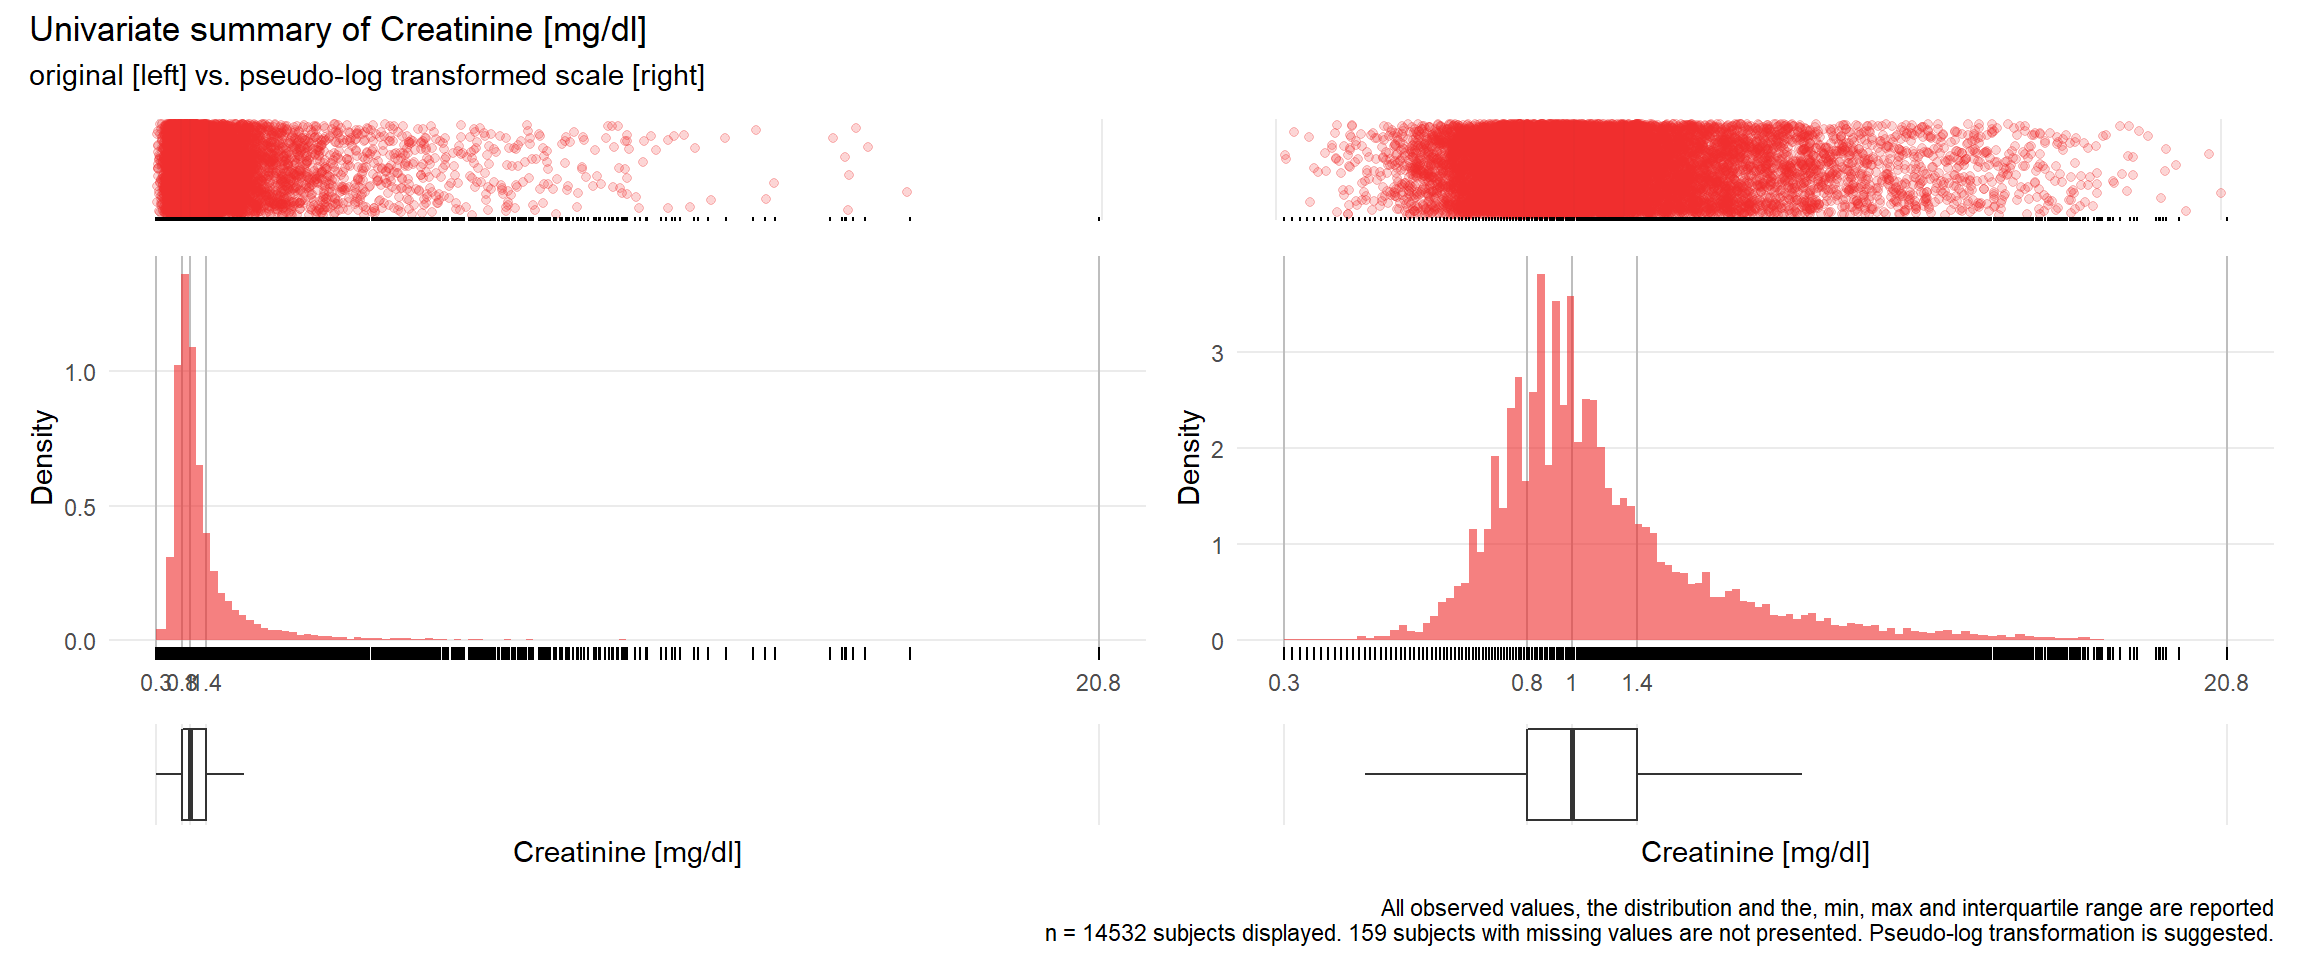 Univariate summary of Creatinine [mg/dl]
original [left] vs. pseudo-log transformed scale [right]
Density
1.0
0.5
0.0
0.3 0.8 1 1.4 20.8
Creatinine [mg/dl]
Density
3
2
1
0
0.3 0.8 1 1.4 20.8
Creatinine [mg/dl]
All observed values, the distribution and the, min, max and interquartile range are reported
n = 14532 subjects displayed. 159 subjects with missing values are not presented. Pseudo-log transformation is suggested.